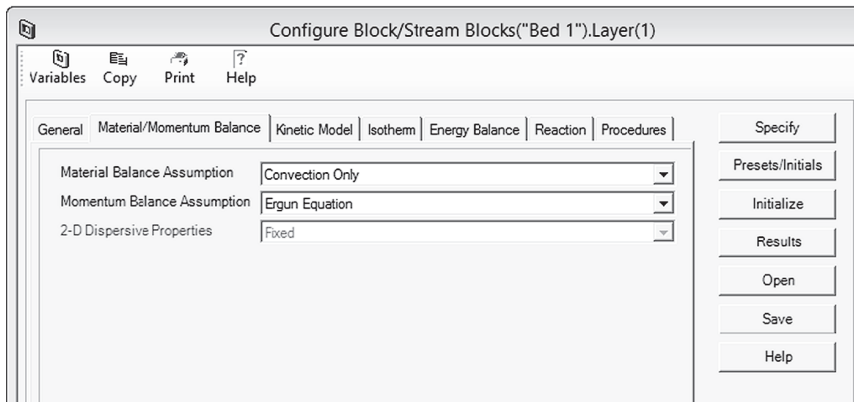 Configure Block/Stream Blocks("Bed 1").Layer(1)
Variables Copy Print Help
General Material/Momentum Balance Kinetic Model Isotherm Energy Balance Reaction Procedures
Material Balance Assumption Convection Only
Momentum Balance Assumption Ergun Equation
2-D Dispersive Properties Fixed
Specify
Presets/Initials
Initialize
Results
Open
Save
Help